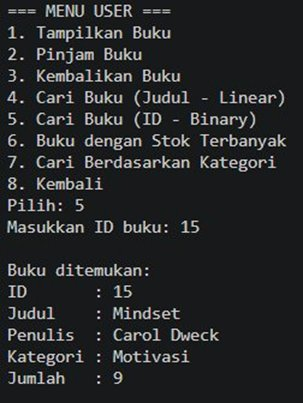 === MENU USER ===
1. Tampilkan Buku
2. Pinjam Buku
3. Kembalikan Buku
4. Cari Buku (Judul - Linear)
5. Cari Buku (ID - Binary)
6. Buku dengan Stok Terbanyak
7. Cari Berdasarkan Kategori
8. Kembali
Pilih: 5
Masukkan ID buku: 15

Buku ditemukan:
ID       : 15
Judul    : Mindset
Penulis  : Carol Dweck
Kategori : Motivasi
Jumlah   : 9